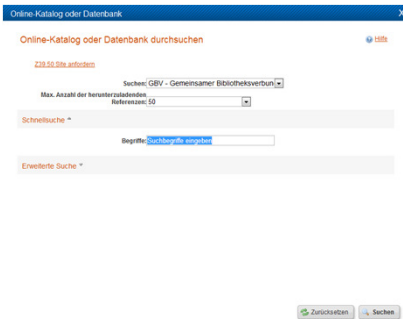 Online-Katalog oder Datenbank
X
Online-Katalog oder Datenbank durchsuchen
Hilfe
Z39.50 Site anfordern
Suchen: GBV - Gemeinsamer Bibliotheksverbun
Max. Anzahl der herunterzuladenden
Referenzen: 50
Schnellsuche
Begriffe: Suchbegriffe eingeben
Erweiterte Suche
Zurücksetzen
Suchen